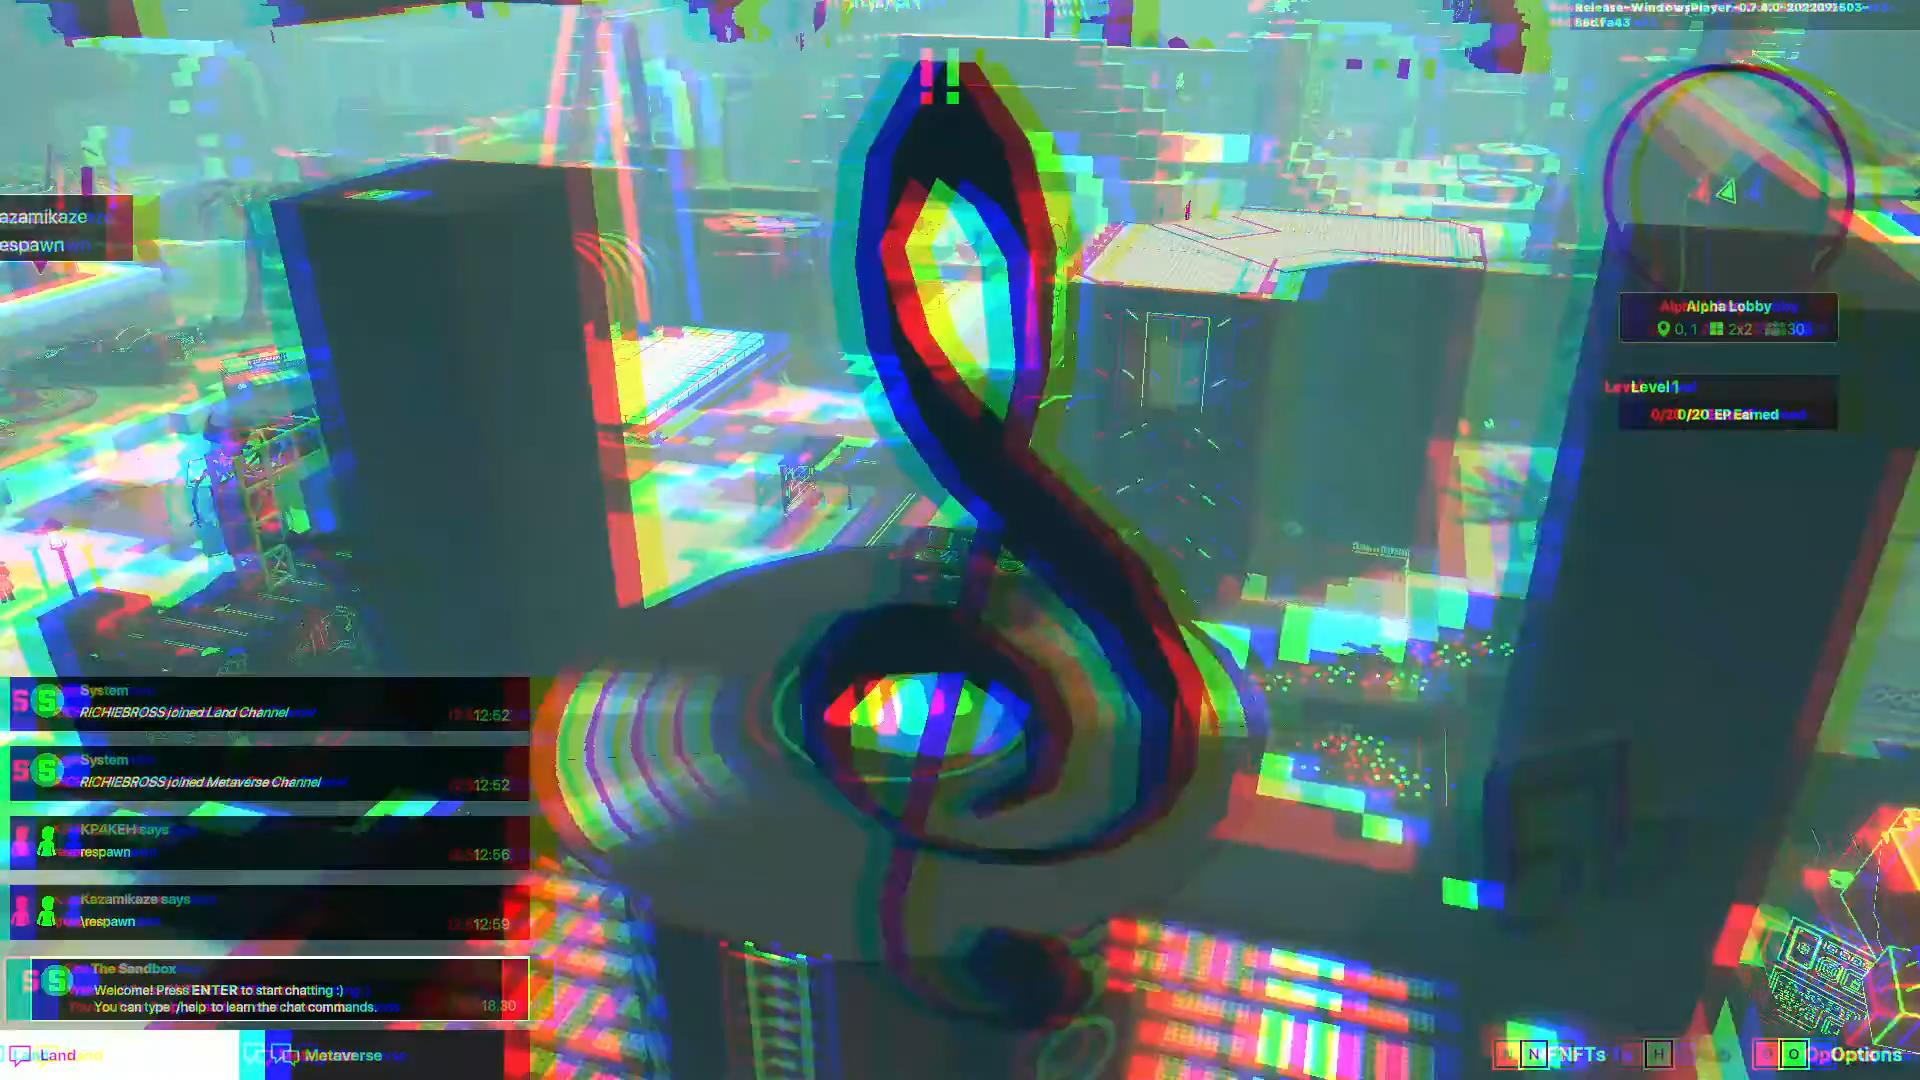 Release-WindowsPlayer-0.7.4.0-20220921503-
azamikaze
espawn
Alpha Lobby
0, 1 2x2 30
Level 1
0/20 EP Earned
System
RICHIEBROSS joined Land Channel 12:52
System
RICHIEBROSS joined Metaverse Channel 12:52
KP4KEH says
respawn 12:56
Kazamikaze says
\respawn 12:59
The Sandbox
Welcome! Press ENTER to start chatting :)
You can type /help to learn the chat commands. 18:30
Land Metaverse
N NFTs H O Options